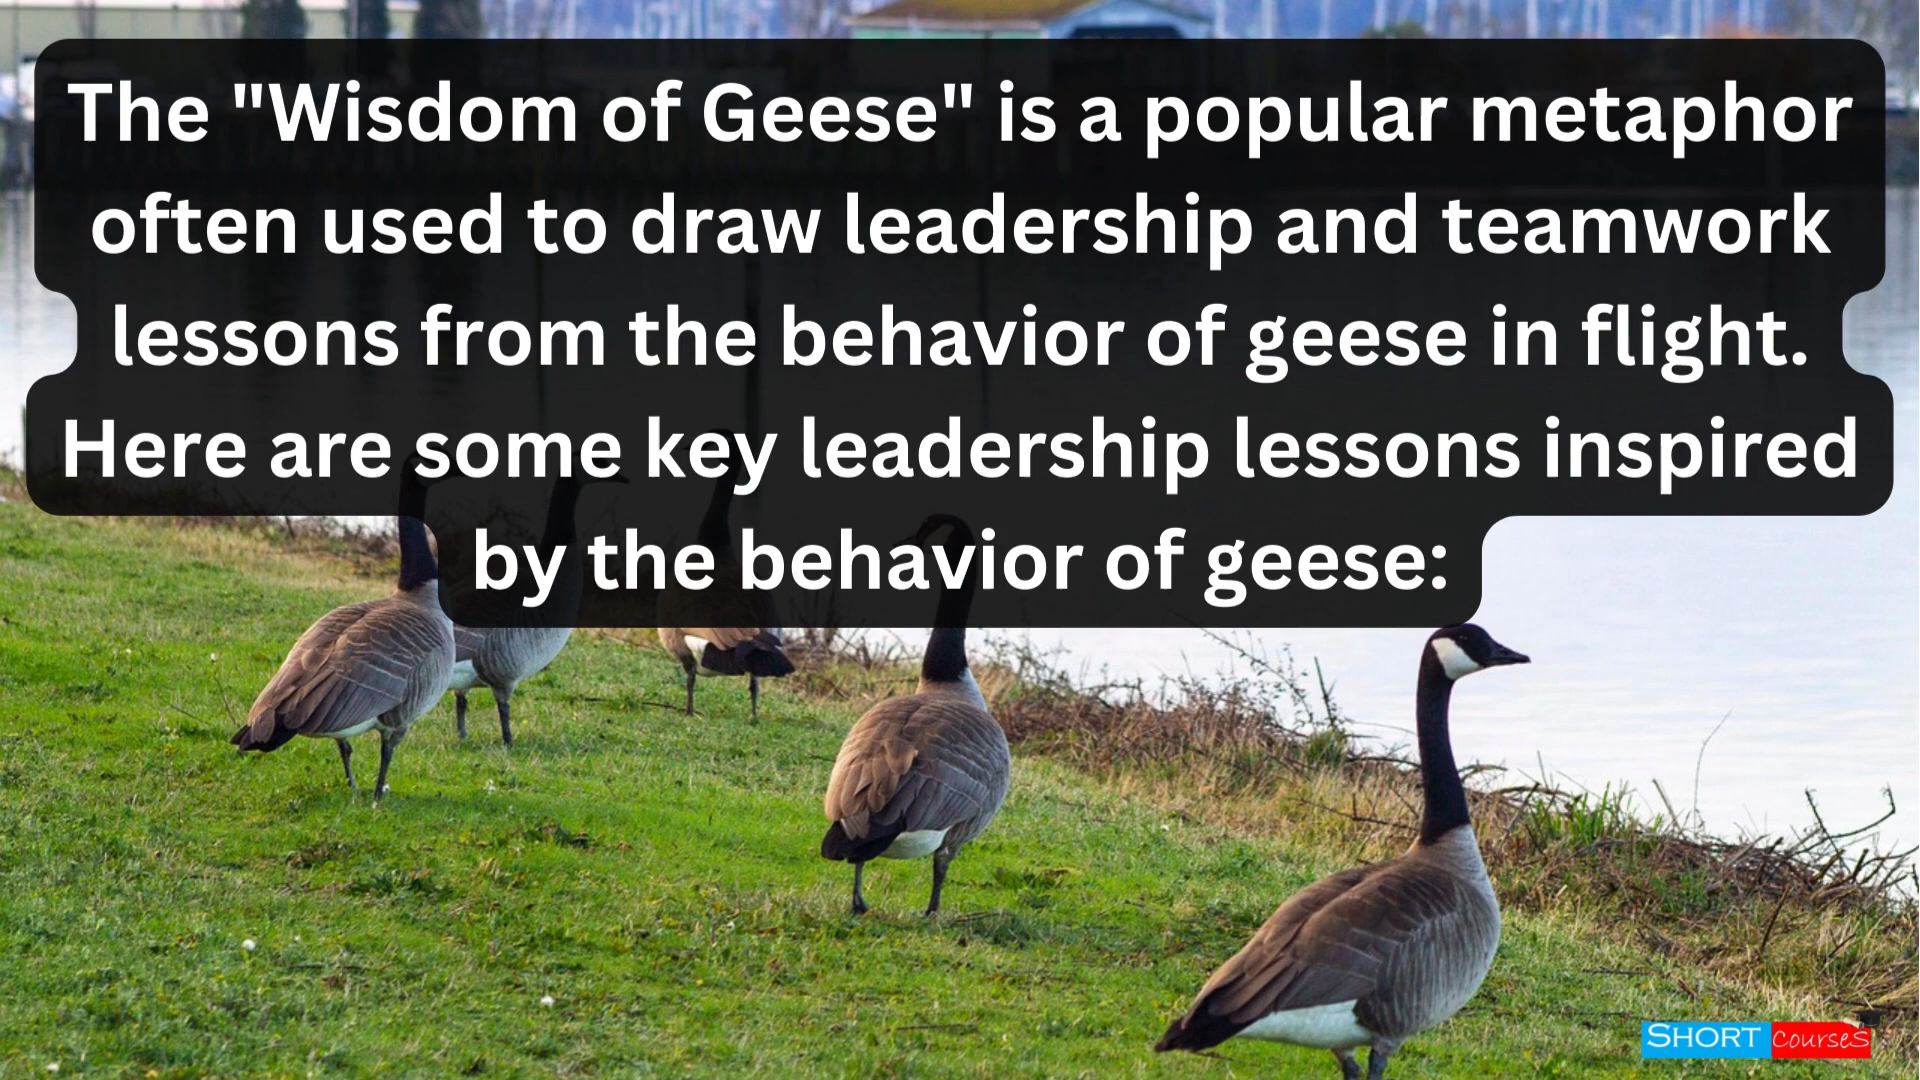 The "Wisdom of Geese" is a popular metaphor
often used to draw leadership and teamwork
lessons from the behavior of geese in flight.
Here are some key leadership lessons inspired
by the behavior of geese:
SHORT CourseS